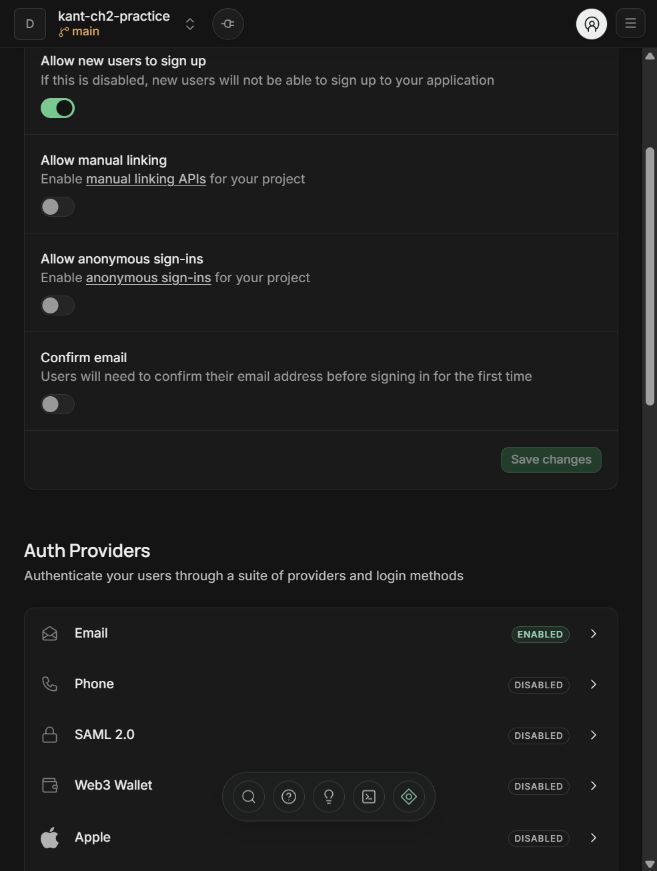 D
kant-ch2-practice
main
Allow new users to sign up
If this is disabled, new users will not be able to sign up to your application
Allow manual linking
Enable manual linking APIs for your project
Allow anonymous sign-ins
Enable anonymous sign-ins for your project
Confirm email
Users will need to confirm their email address before signing in for the first time
Save changes
Auth Providers
Authenticate your users through a suite of providers and login methods
Email ENABLED
Phone DISABLED
SAML 2.0 DISABLED
Web3 Wallet DISABLED
Apple DISABLED